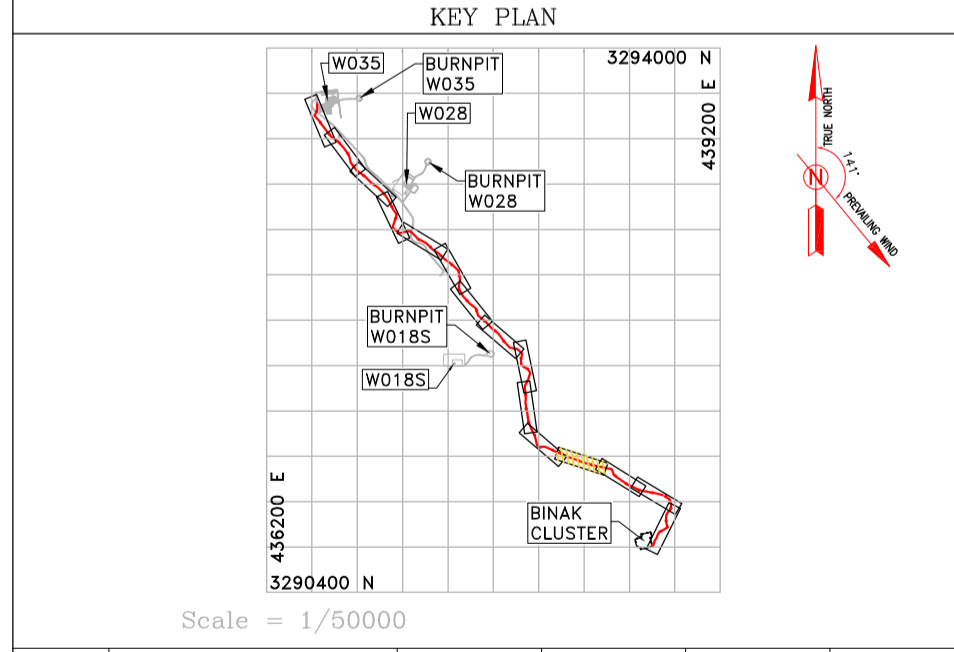 KEY PLAN
3294000 N
439200 E
W035
BURNPIT
W035
W028
BURNPIT
W028
BURNPIT
W018S
W018S
BINAK
CLUSTER
436200 E
3290400 N
TRUE NORTH
141°
N
PREVAILING WIND
Scale = 1/50000